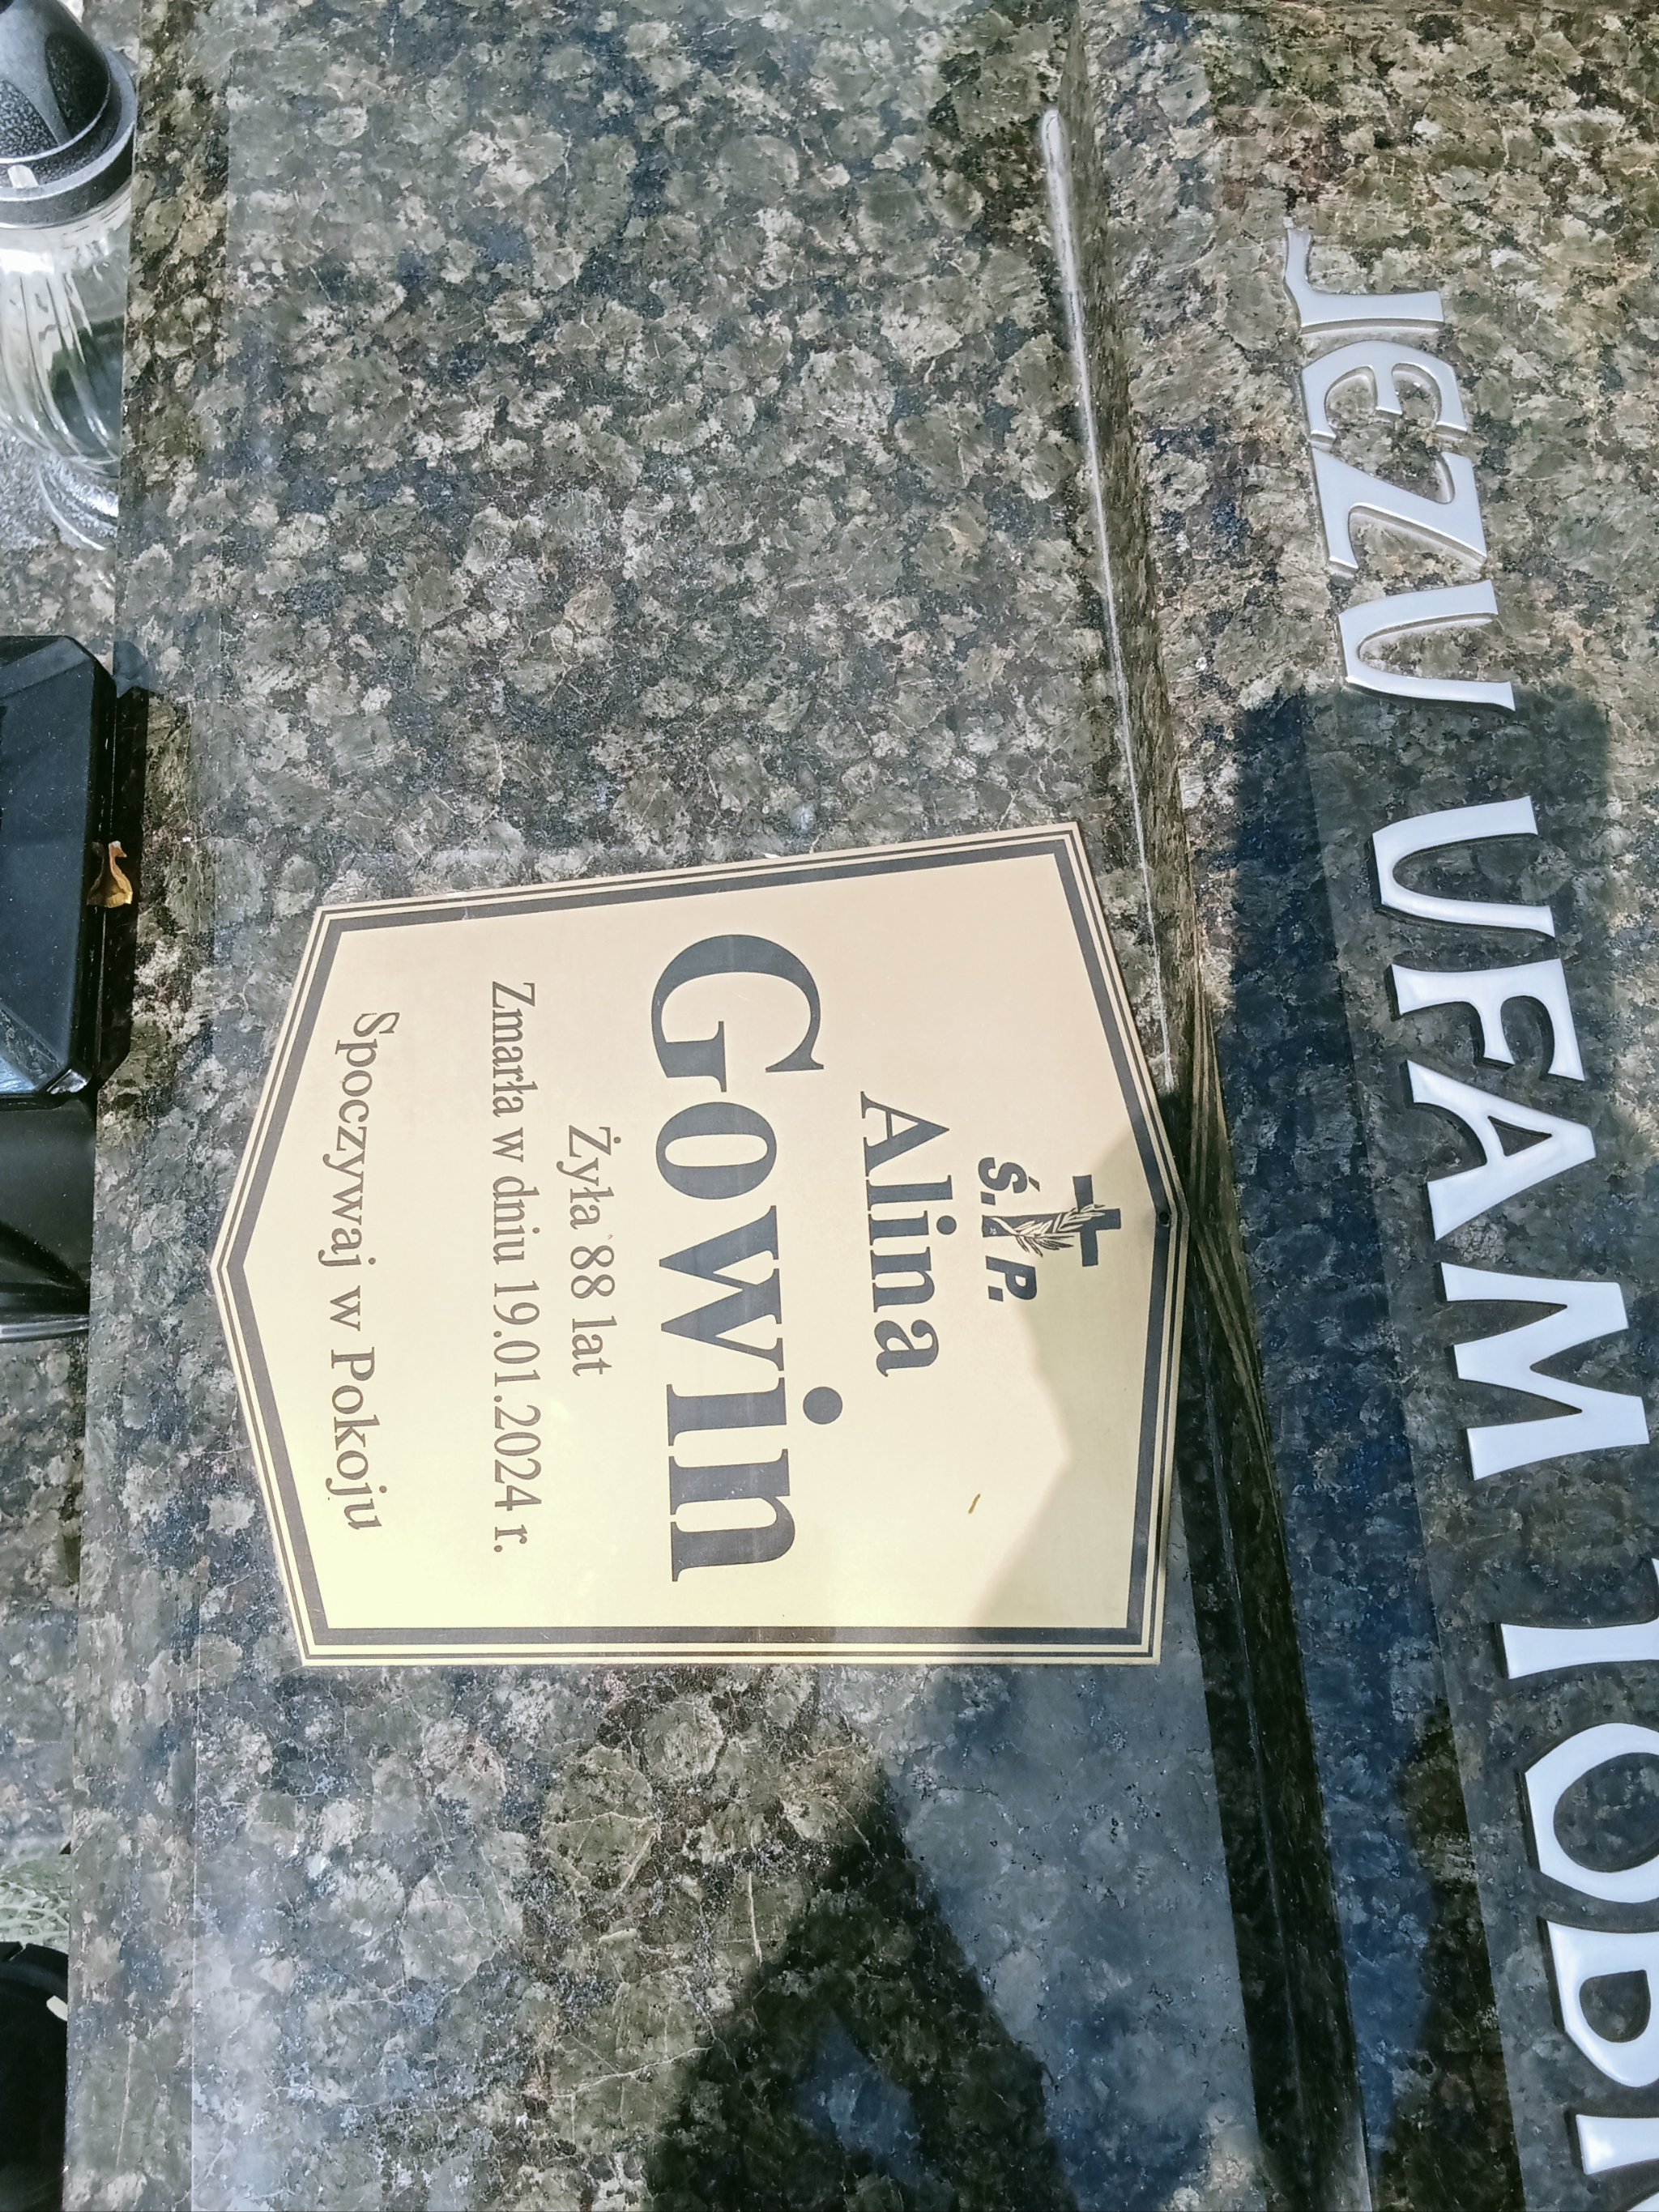 JEZU UFAM TOBI
Ś. P.
Alina
Gowin
Żyła 88 lat
Zmarła w dniu 19.01.2024 r.
Spoczywaj w Pokoju